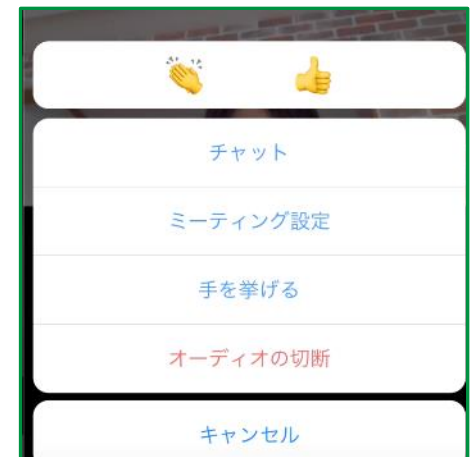 チャット
ミーティング設定
手を挙げる
オーディオの切断
キャンセル